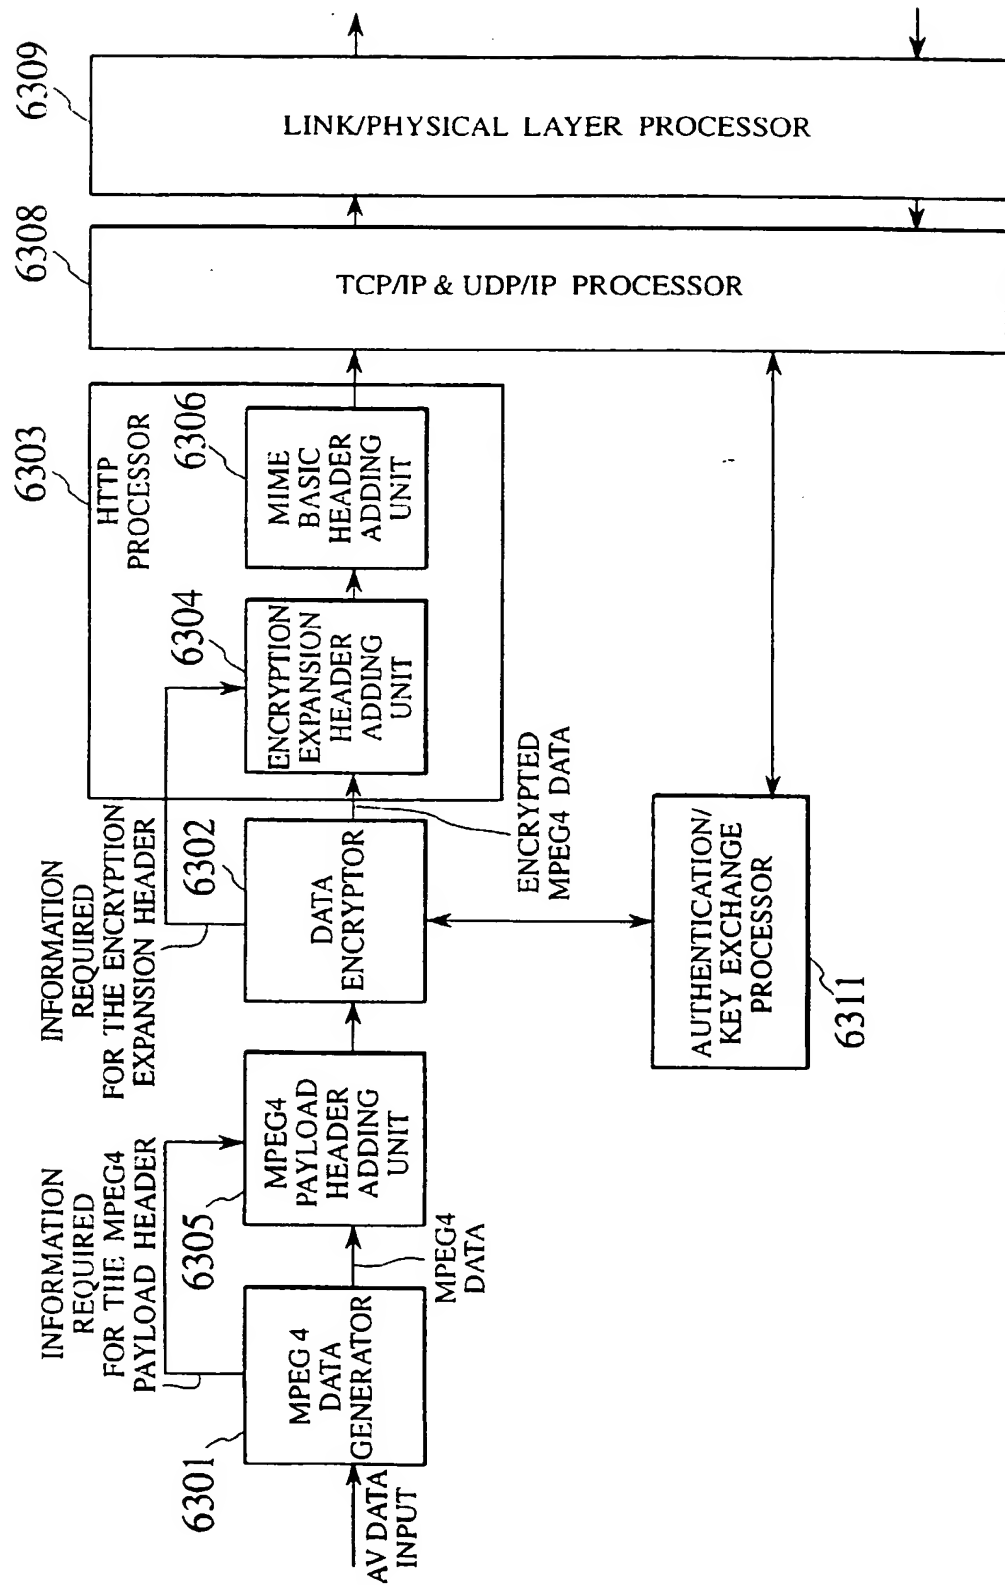 AV DATA
INPUT
6301
MPEG 4
DATA
GENERATOR
INFORMATION
REQUIRED
FOR THE MPEG4
PAYLOAD HEADER
MPEG4
DATA
6305
MPEG4
PAYLOAD
HEADER
ADDING
UNIT
INFORMATION
REQUIRED
FOR THE ENCRYPTION
EXPANSION HEADER
6302
DATA
ENCRYPTOR
ENCRYPTED
MPEG4 DATA
6303
HTTP
PROCESSOR
6304
ENCRYPTION
EXPANSION
HEADER
ADDING
UNIT
6306
MIME
BASIC
HEADER
ADDING
UNIT
AUTHENTICATION/
KEY EXCHANGE
PROCESSOR
6311
6308
TCP/IP & UDP/IP PROCESSOR
6309
LINK/PHYSICAL LAYER PROCESSOR